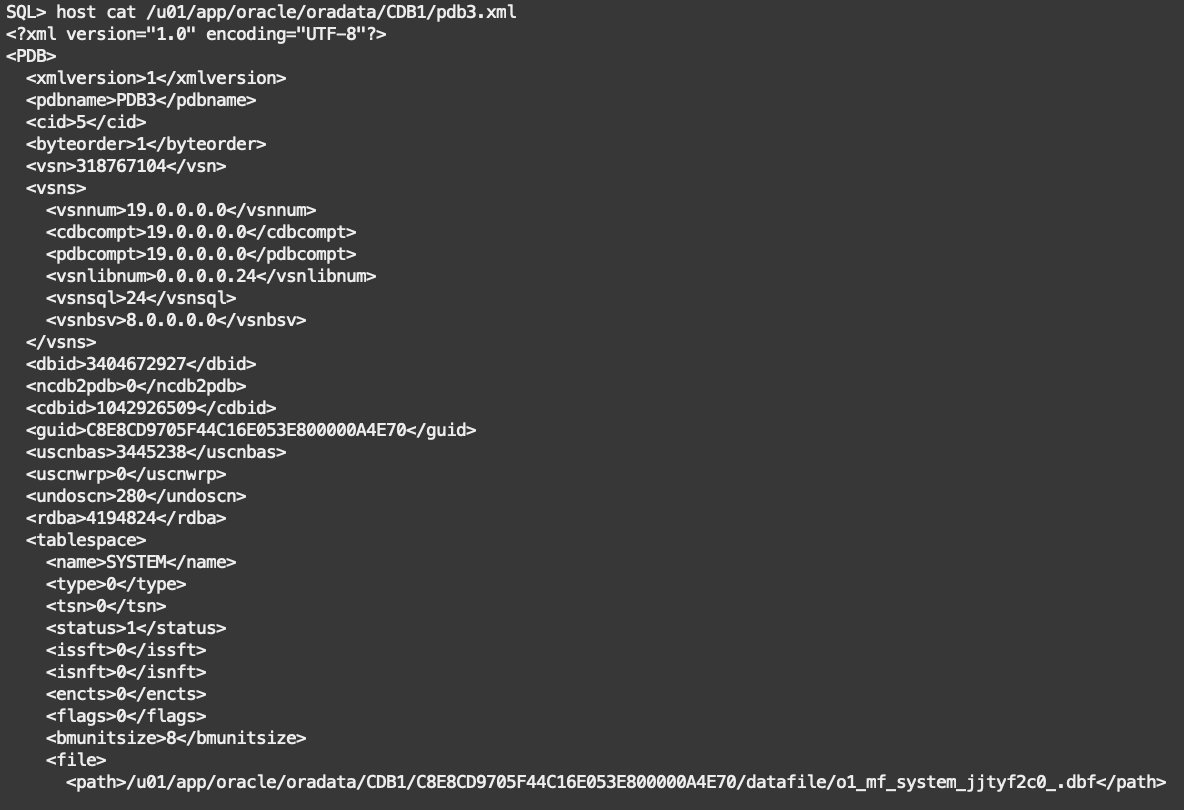 SQL> host cat /u01/app/oracle/oradata/CDB1/pdb3.xml
<?xml version="1.0" encoding="UTF-8"?>
<PDB>
  <xmlversion>1</xmlversion>
  <pdbname>PDB3</pdbname>
  <cid>5</cid>
  <byteorder>1</byteorder>
  <vsn>318767104</vsn>
  <vsns>
    <vsnnum>19.0.0.0.0</vsnnum>
    <cdbcompt>19.0.0.0.0</cdbcompt>
    <pdbcompt>19.0.0.0.0</pdbcompt>
    <vsnlibnum>0.0.0.0.24</vsnlibnum>
    <vsnsql>24</vsnsql>
    <vsnbsv>8.0.0.0.0</vsnbsv>
  </vsns>
  <dbid>3404672927</dbid>
  <ncdb2pdb>0</ncdb2pdb>
  <cdbid>1042926509</cdbid>
  <guid>C8E8CD9705F44C16E053E800000A4E70</guid>
  <uscnbas>3445238</uscnbas>
  <uscnwrp>0</uscnwrp>
  <undoscn>280</undoscn>
  <rdba>4194824</rdba>
  <tablespace>
    <name>SYSTEM</name>
    <type>0</type>
    <tsn>0</tsn>
    <status>1</status>
    <issft>0</issft>
    <isnft>0</isnft>
    <encts>0</encts>
    <flags>0</flags>
    <bmunitsize>8</bmunitsize>
    <file>
      <path>/u01/app/oracle/oradata/CDB1/C8E8CD9705F44C16E053E800000A4E70/datafile/o1_mf_system_jjtyf2c0_.dbf</path>